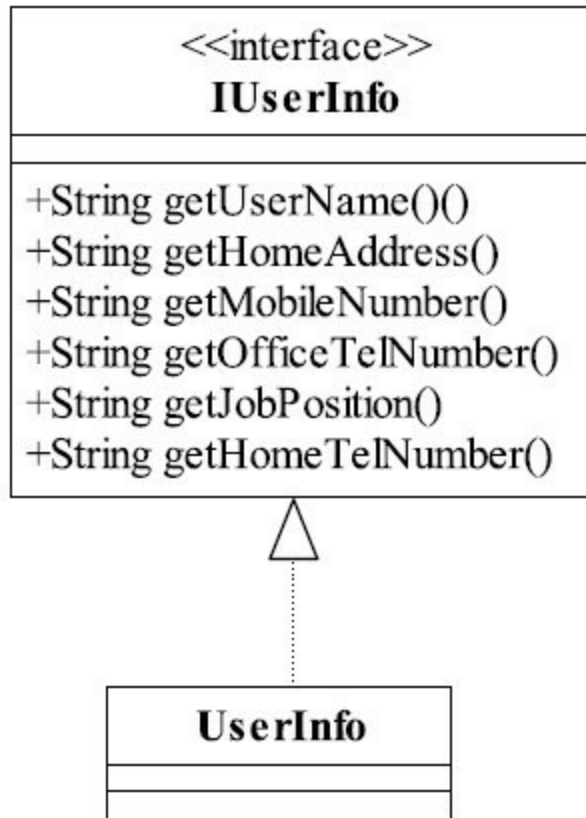 <<interface>>
IUserInfo
+String getUserName()()
+String getHomeAddress()
+String getMobileNumber()
+String getOfficeTelNumber()
+String getJobPosition()
+String getHomeTelNumber()
UserInfo